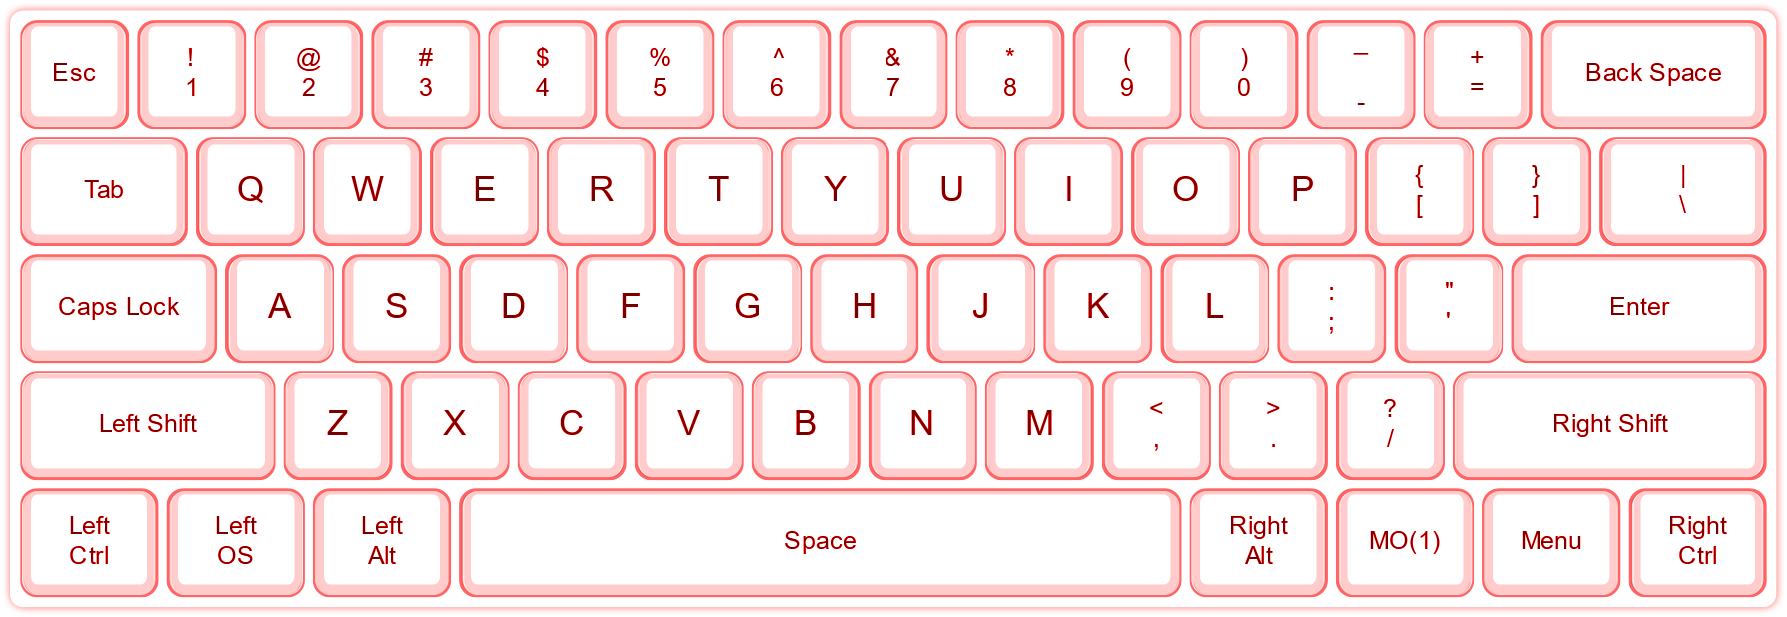 Esc
!
1
@
2
#
3
$
4
%
5
^
6
&
7
*
8
(
9
)
0
_
-
+
=
Back Space
Tab
Q
W
E
R
T
Y
U
I
O
P
{
[
}
]
|
\
Caps Lock
A
S
D
F
G
H
J
K
L
:
;
"
'
Enter
Left Shift
Z
X
C
V
B
N
M
<
,
>
.
?
/
Right Shift
Left
Ctrl
Left
OS
Left
Alt
Space
Right
Alt
MO(1)
Menu
Right
Ctrl